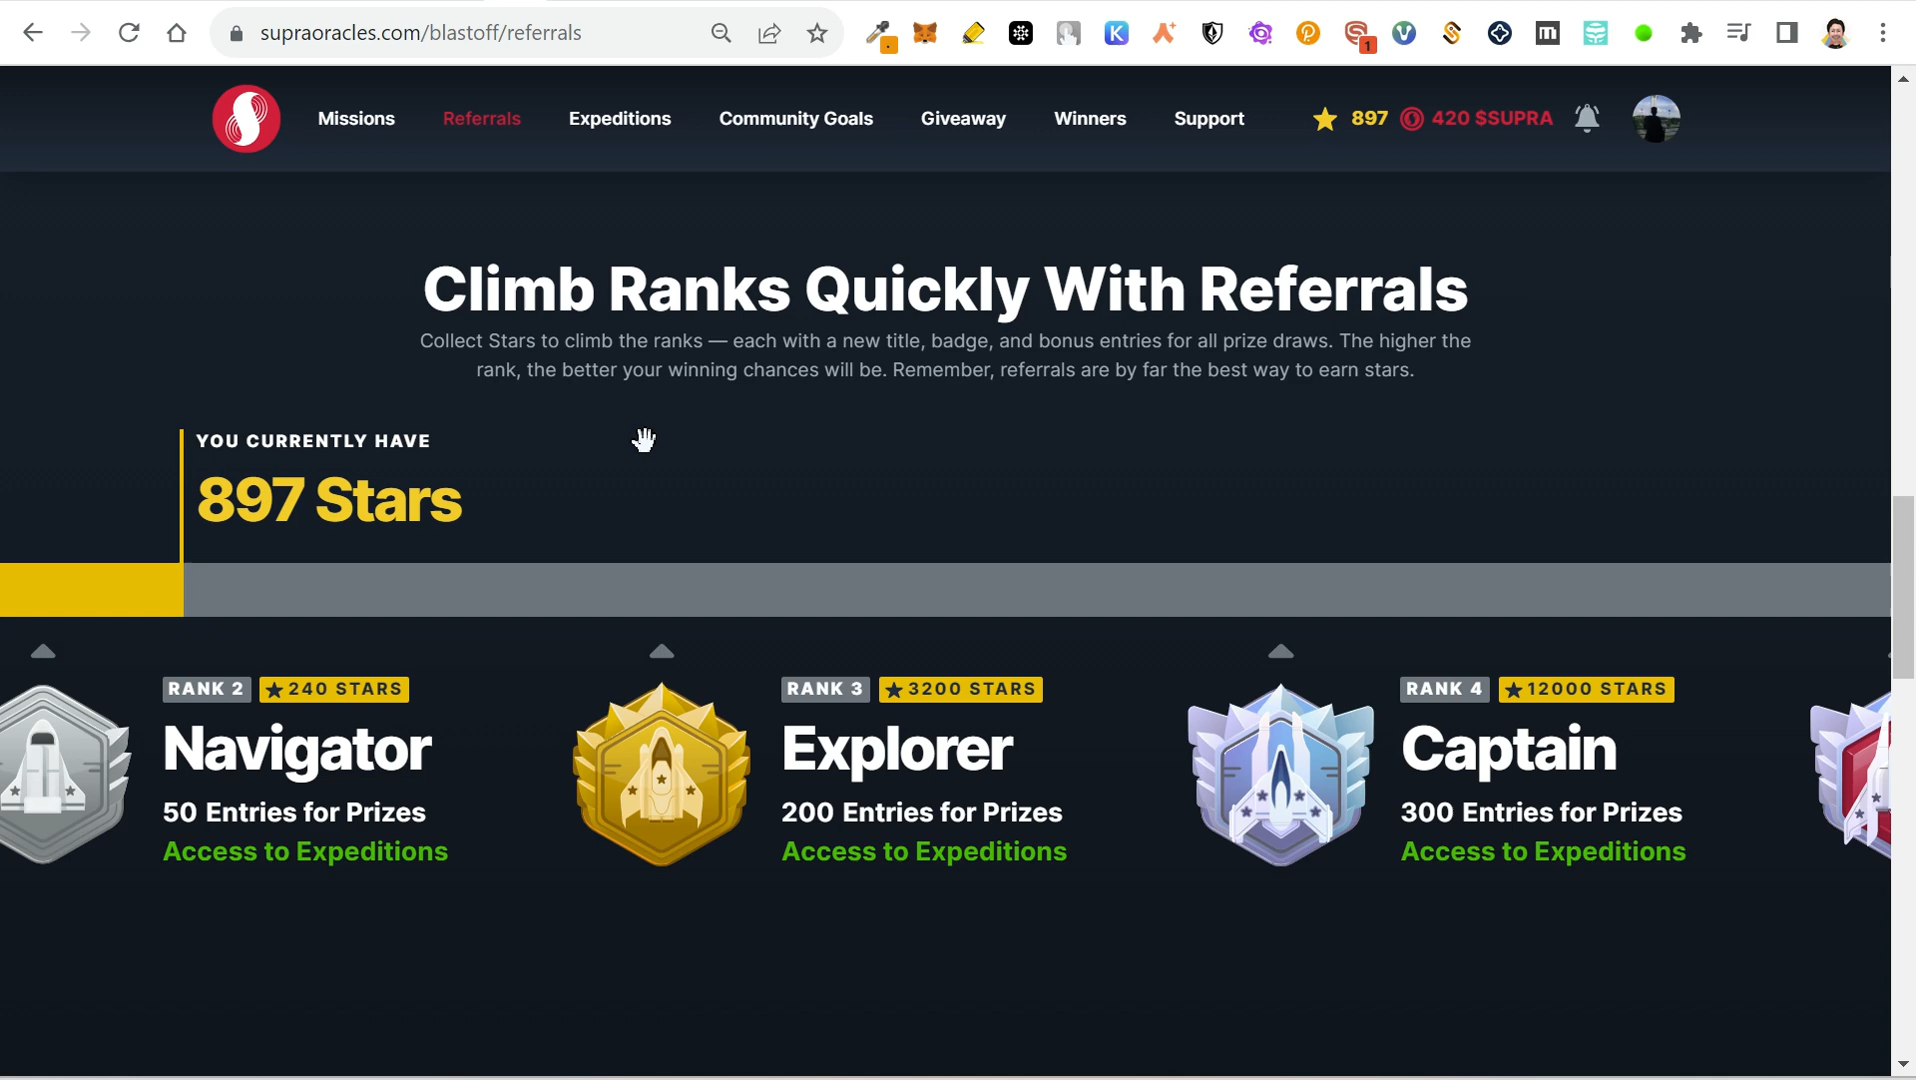 supraoracles.com/blastoff/referrals
1
Missions Referrals Expeditions Community Goals Giveaway Winners Support 897 420 $SUPRA
Climb Ranks Quickly With Referrals
Collect Stars to climb the ranks — each with a new title, badge, and bonus entries for all prize draws. The higher the
rank, the better your winning chances will be. Remember, referrals are by far the best way to earn stars.
YOU CURRENTLY HAVE
897 Stars
RANK 2 ★240 STARS
Navigator
50 Entries for Prizes
Access to Expeditions
RANK 3 ★3200 STARS
Explorer
200 Entries for Prizes
Access to Expeditions
RANK 4 ★12000 STARS
Captain
300 Entries for Prizes
Access to Expeditions